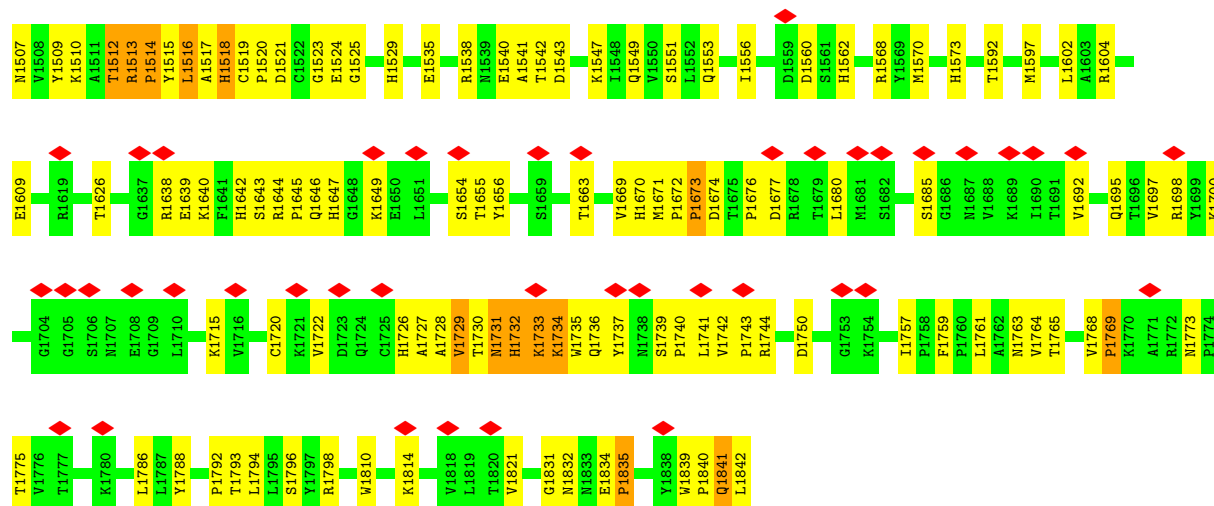 N1507 V1508 Y1509 K1510 A1511 T1512 R1513 P1514 Y1515 L1516 A1517 H1518 C1519 P1520 D1521 C1522 G1523 E1524 G1525 H1529 E1535 R1538 N1539 E1540 A1541 T1542 D1543 K1547 T1548 Q1549 V1550 S1551 L1552 Q1553 I1556 D1559 D1560 S1561 H1562 R1568 Y1569 M1570 H1573 T1592 M1597 L1602 A1603 R1604
E1609 R1619 T1626 G1637 R1638 E1639 K1640 F1641 H1642 S1643 R1644 P1645 Q1646 H1647 G1648 K1649 E1650 L1651 S1654 T1655 Y1656 S1659 T1663 V1669 H1670 M1671 P1672 P1673 D1674 T1675 P1676 D1677 R1678 T1679 L1680 M1681 S1682 S1685 G1686 N1687 V1688 K1689 I1690 T1691 V1692 Q1695 T1696 V1697 R1698 Y1699 K1700
G1704 G1705 S1706 N1707 E1708 G1709 L1710 K1715 V1716 C1720 K1721 V1722 D1723 Q1724 C1725 H1726 A1727 A1728 V1729 T1730 N1731 H1732 K1733 K1734 W1735 Q1736 Y1737 N1738 S1739 P1740 L1741 V1742 P1743 R1744 D1750 G1753 K1754 I1757 P1758 F1759 P1760 L1761 A1762 N1763 V1764 T1765 V1768 P1769 K1770 A1771 R1772 N1773 P1774
T1775 V1776 T1777 K1780 L1786 L1787 Y1788 P1792 T1793 L1794 L1795 S1796 Y1797 R1798 W1810 K1814 V1818 L1819 T1820 V1821 G1831 N1832 N1833 E1834 P1835 Y1838 W1839 P1840 Q1841 L1842